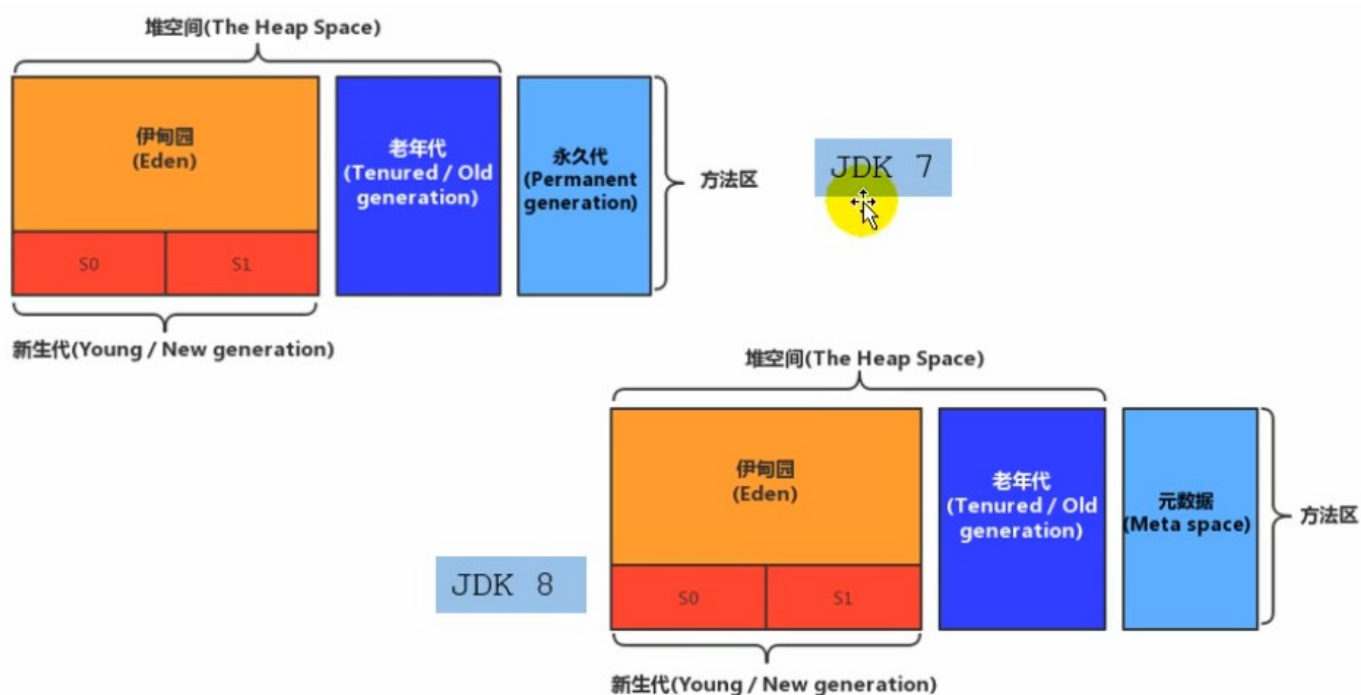 堆空间(The Heap Space)
伊甸园
(Eden)
老年代
(Tenured / Old
generation)
永久代
(Permanent
generation)
方法区
JDK 7
S0
S1
新生代(Young / New generation)
堆空间(The Heap Space)
伊甸园
(Eden)
老年代
(Tenured / Old
generation)
元数据
(Meta space)
方法区
JDK 8
S0
S1
新生代(Young / New generation)